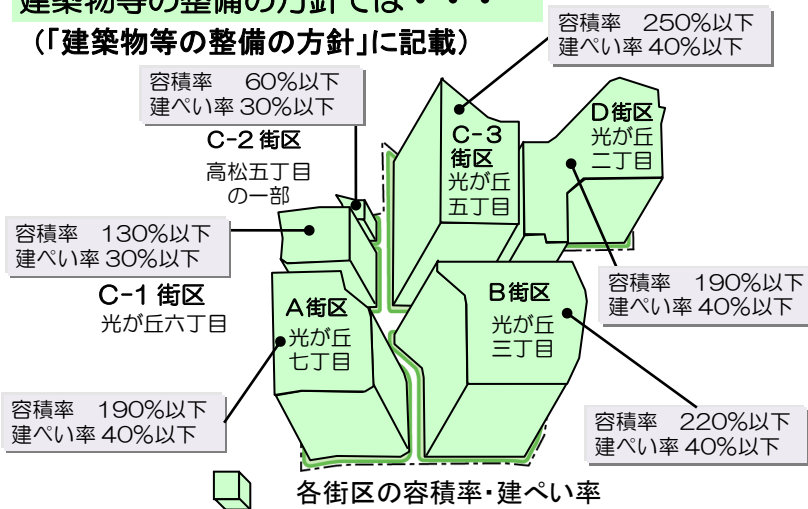 建築物等の整備の方針では・・・
(「建築物等の整備の方針」に記載)
容積率　250%以下
建ぺい率 40%以下
容積率　60%以下
建ぺい率 30%以下
C-2 街区
高松五丁目
の一部
C-3
街区
光が丘
五丁目
D街区
光が丘
二丁目
容積率　130%以下
建ぺい率 30%以下
C-1 街区
光が丘六丁目
A街区
光が丘
七丁目
B街区
光が丘
三丁目
容積率　190%以下
建ぺい率 40%以下
容積率　190%以下
建ぺい率 40%以下
容積率　220%以下
建ぺい率 40%以下
各街区の容積率・建ぺい率